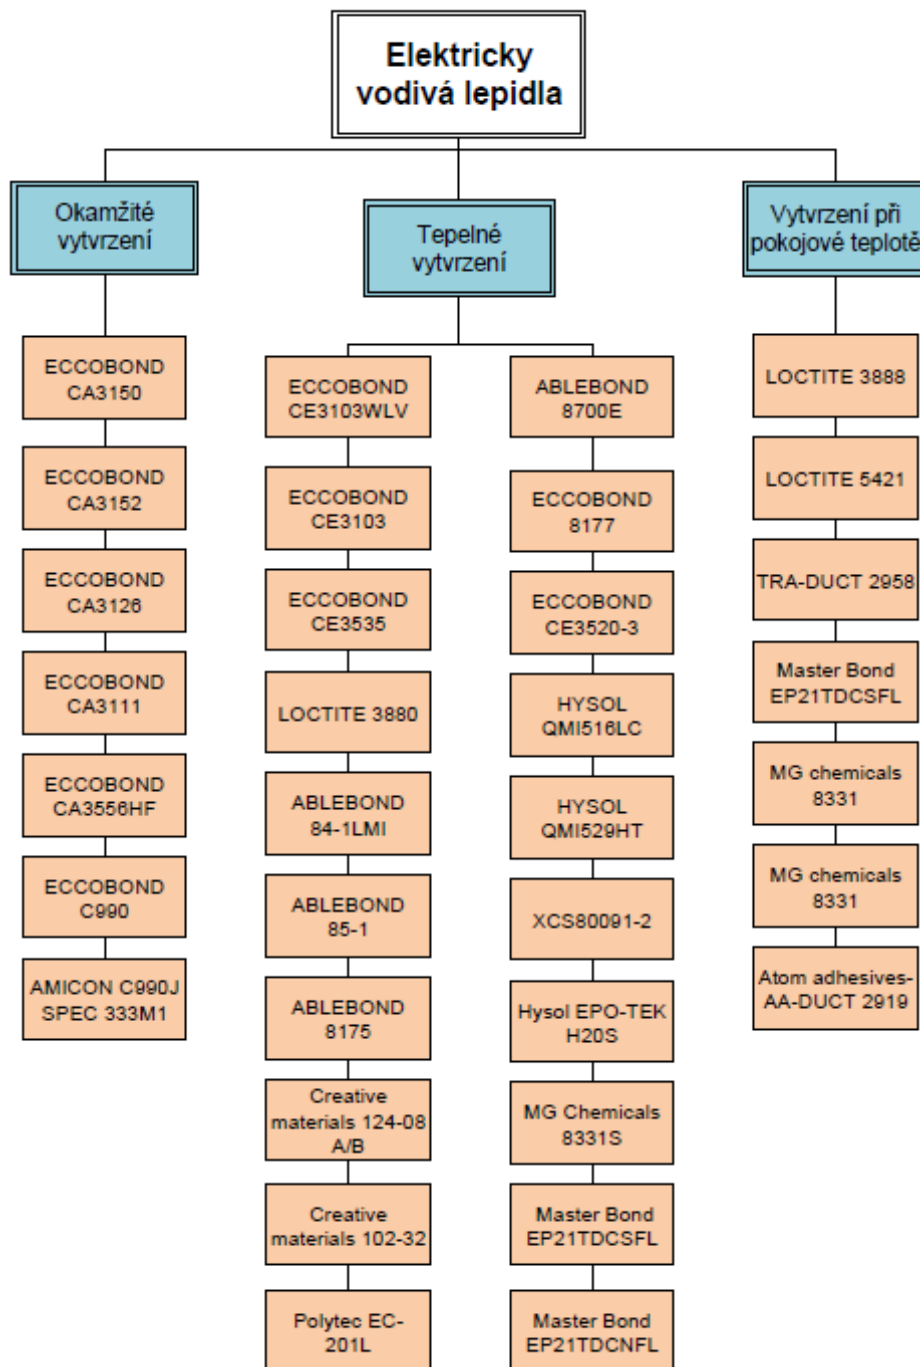 Elektricky
vodivá lepidla
Okamžité
vytvrzení
Tepelné
vytvrzení
Vytvrzení při
pokojové teplotě
ECCOBOND
CA3150
ECCOBOND
CA3152
ECCOBOND
CA3126
ECCOBOND
CA3111
ECCOBOND
CA3556HF
ECCOBOND
C990
AMICON C990J
SPEC 333M1
ECCOBOND
CE3103WLV
ECCOBOND
CE3103
ECCOBOND
CE3535
LOCTITE 3880
ABLEBOND
84-1LMI
ABLEBOND
85-1
ABLEBOND
8175
Creative
materials 124-08
A/B
Creative
materials 102-32
Polytec EC-
201L
ABLEBOND
8700E
ECCOBOND
8177
ECCOBOND
CE3520-3
HYSOL
QMI516LC
HYSOL
QMI529HT
XCS80091-2
Hysol EPO-TEK
H20S
MG Chemicals
8331S
Master Bond
EP21TDCSFL
Master Bond
EP21TDCNFL
LOCTITE 3888
LOCTITE 5421
TRA-DUCT 2958
Master Bond
EP21TDCSFL
MG chemicals
8331
MG chemicals
8331
Atom adhesives-
AA-DUCT 2919